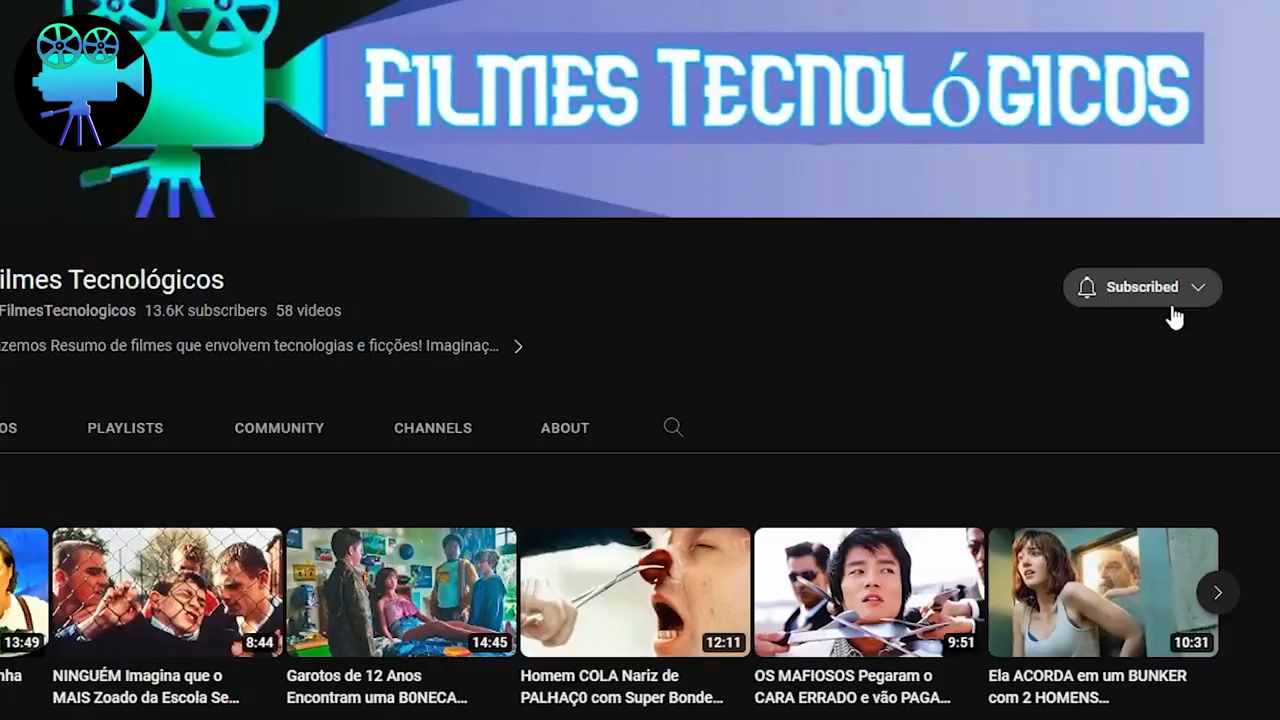 FILMES TECNOLÓGICOS
ilmes Tecnológicos
Subscribed
FilmesTecnologicos 13.6K subscribers 58 videos
azemos Resumo de filmes que envolvem tecnologias e ficções! Imaginaç...
OS PLAYLISTS COMMUNITY CHANNELS ABOUT
13:49 8:44 14:45 12:11 9:51 10:31
nha
NINGUÉM Imagina que o
MAIS Zoado da Escola Se...
Garotos de 12 Anos
Encontram uma B0NECA...
Homem COLA Nariz de
PALHAÇ0 com Super Bonde...
OS MAFIOSOS Pegaram o
CARA ERRADO e vão PAGA...
Ela ACORDA em um BUNKER
com 2 HOMENS...